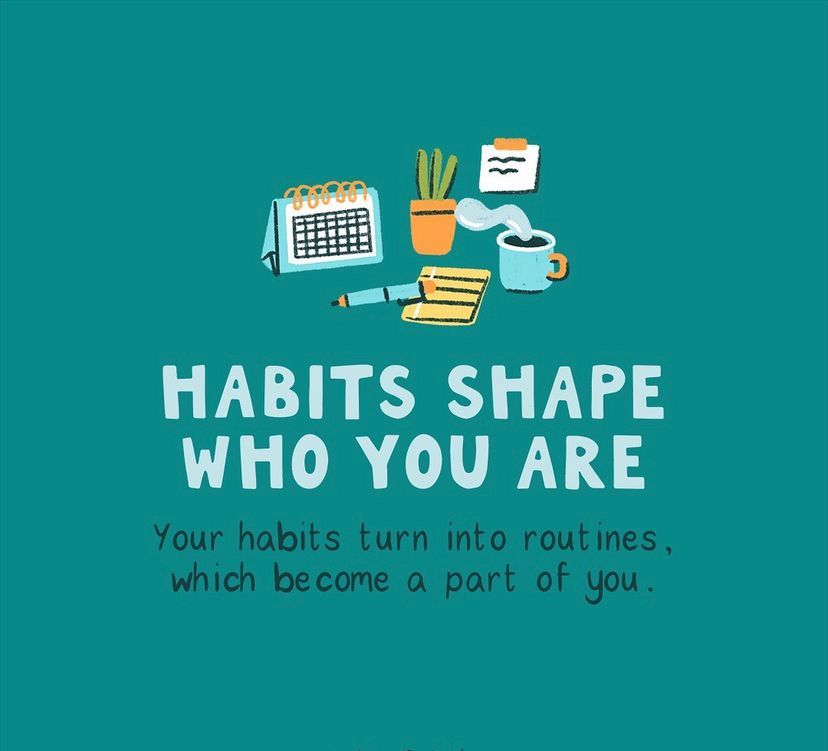 HABITS SHAPE
WHO YOU ARE
Your habits turn into routines,
which become a part of you.